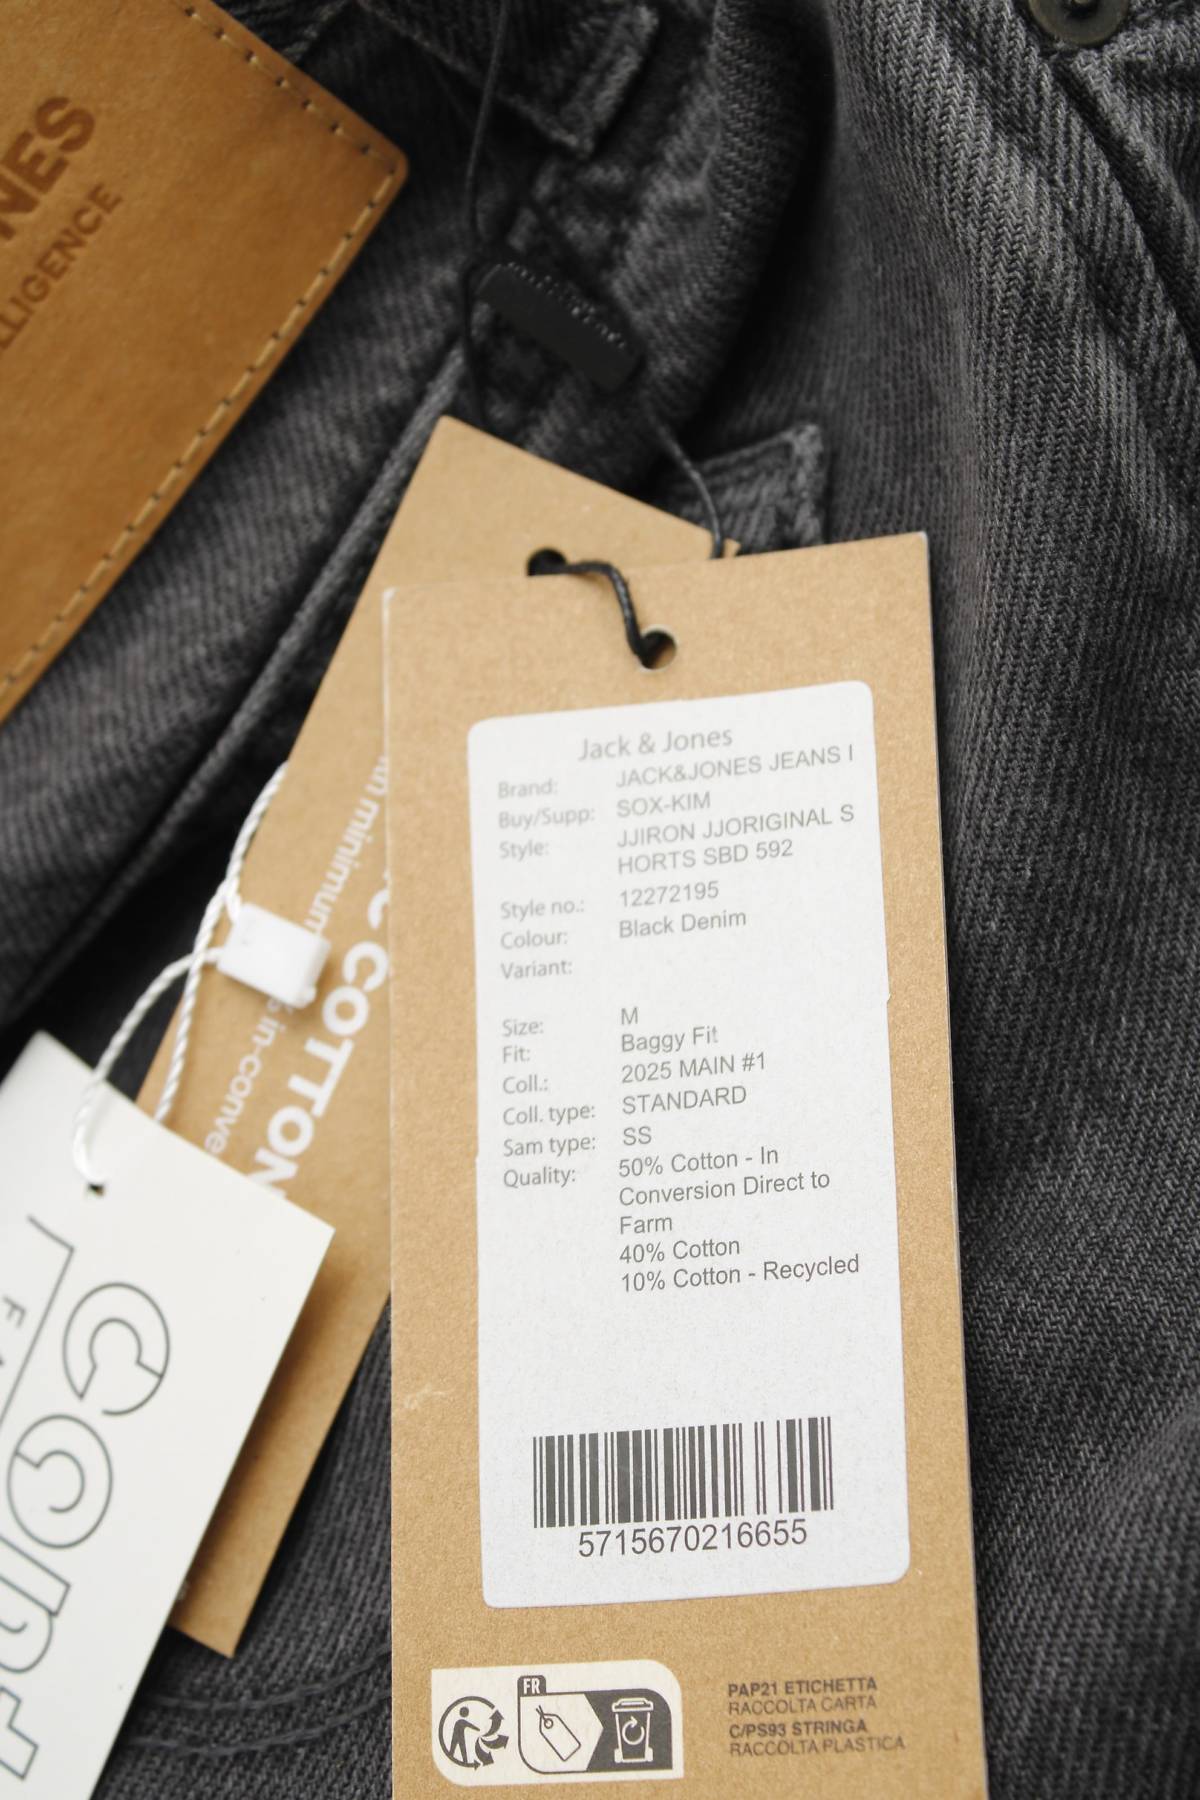 NES
LLIGENCE
Jack & Jones
Brand: JACK&JONES JEANS I
Buy/Supp: SOX-KIM
Style: JJIRON JJORIGINAL S
HORTS SBD 592
Style no.: 12272195
Colour: Black Denim
Variant:
Size: M
Fit: Baggy Fit
Coll.: 2025 MAIN #1
Coll. type: STANDARD
Sam type: SS
Quality: 50% Cotton - In
Conversion Direct to
Farm
40% Cotton
10% Cotton - Recycled
5715670216655
FR
PAP21 ETICHETTA
RACCOLTA CARTA
C/PS93 STRINGA
RACCOLTA PLASTICA
minimum
COTTON
in-conve